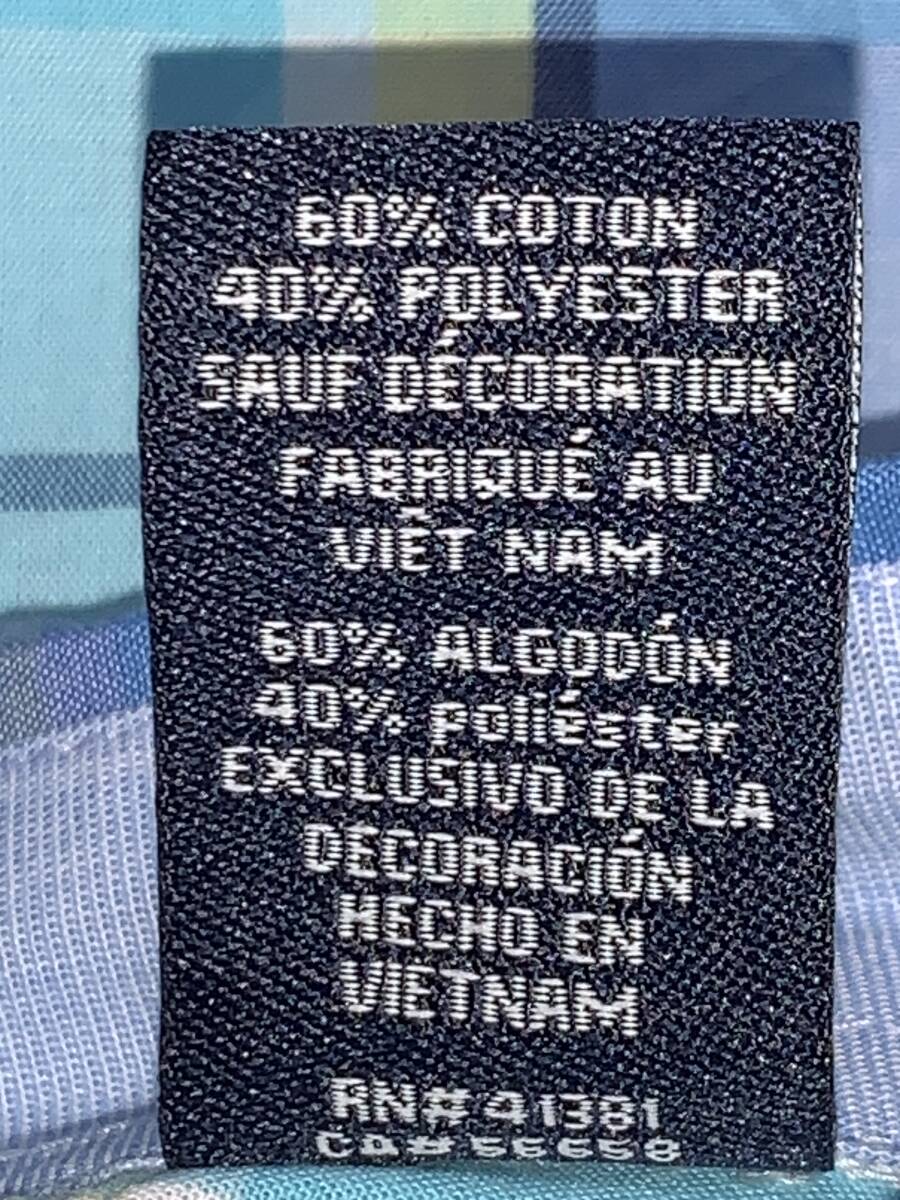 60% COTON
40% POLYESTER
SAUF DÉCORATION
FABRIQUÉ AU
VIÊT NAM
60% ALGODÓN
40% poliéster
EXCLUSIVO DE LA
DECORACIÓN
HECHO EN
VIETNAM
RN# 41381
CA#